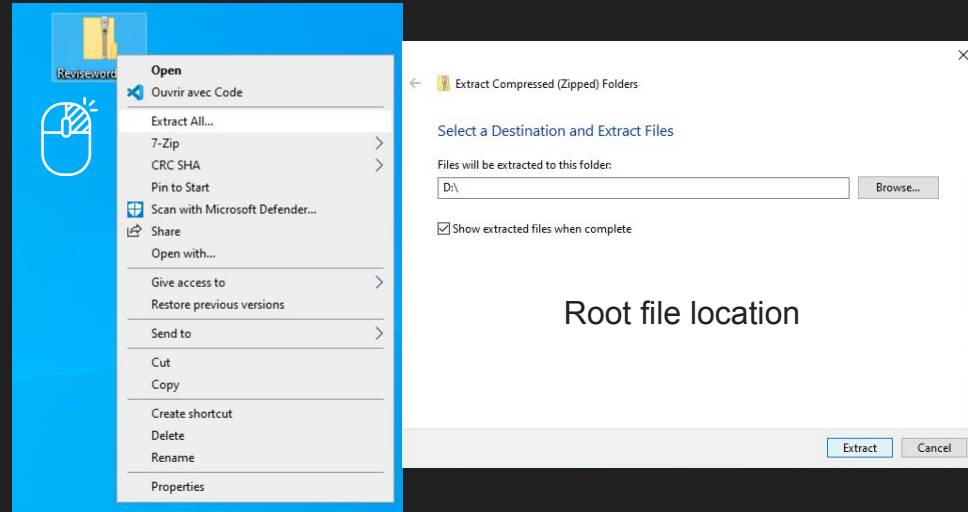 Reviseword
Open
Ouvrir avec Code
Extract All...
7-Zip
CRC SHA
Pin to Start
Scan with Microsoft Defender...
Share
Open with...
Give access to
Restore previous versions
Send to
Cut
Copy
Create shortcut
Delete
Rename
Properties
Extract Compressed (Zipped) Folders
Select a Destination and Extract Files
Files will be extracted to this folder:
D:\
Browse...
Show extracted files when complete
Root file location
Extract
Cancel